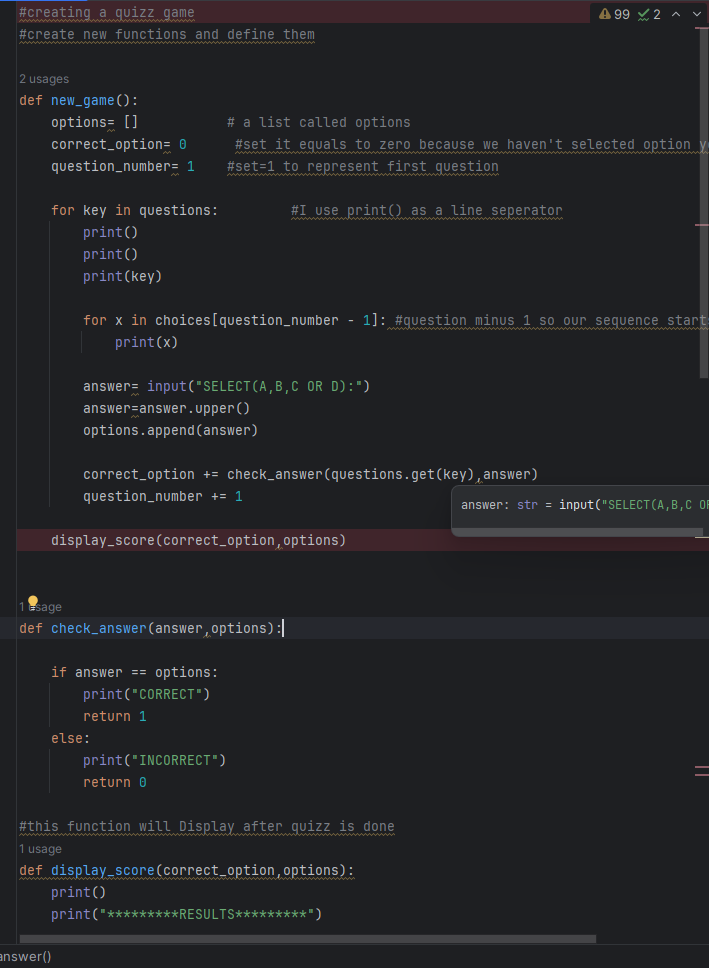 #creating a quizz game
99 2
#create new functions and define them
2 usages
def new_game():
options= [] # a list called options
correct_option= 0 #set it equals to zero because we haven't selected option
question_number= 1 #set=1 to represent first question
for key in questions: #I use print() as a line seperator
print()
print()
print(key)
for x in choices[question_number - 1]: #question minus 1 so our sequence start
print(x)
answer= input("SELECT(A,B,C OR D):")
answer=answer.upper()
options.append(answer)
correct_option += check_answer(questions.get(key),answer)
question_number += 1
answer: str = input("SELECT(A,B,C
display_score(correct_option,options)
1 usage
def check_answer(answer,options):
if answer == options:
print("CORRECT")
return 1
else:
print("INCORRECT")
return 0
#this function will Display after quizz is done
1 usage
def display_score(correct_option,options):
print()
print("*********RESULTS*********")
answer()